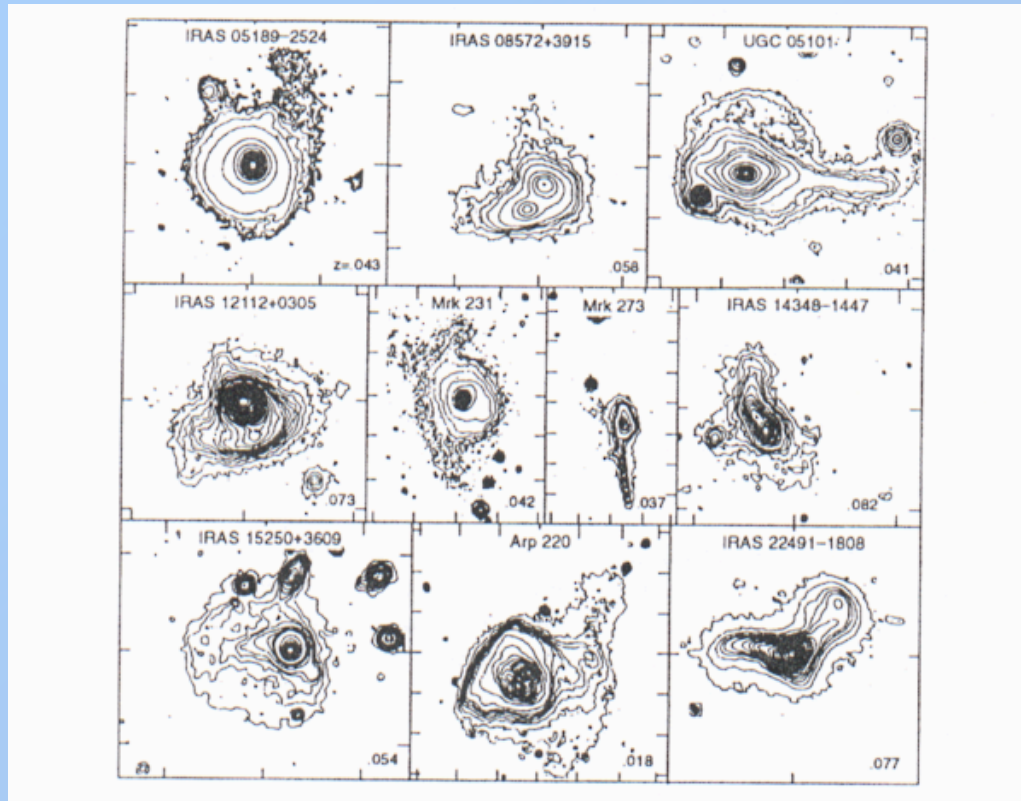 IRAS 05189-2524
z=.043
IRAS 08572+3915
.058
UGC 05101
.041
IRAS 12112+0305
.073
Mrk 231
.042
Mrk 273
.037
IRAS 14348-1447
.082
IRAS 15250+3609
.054
Arp 220
.018
IRAS 22491-1808
.077